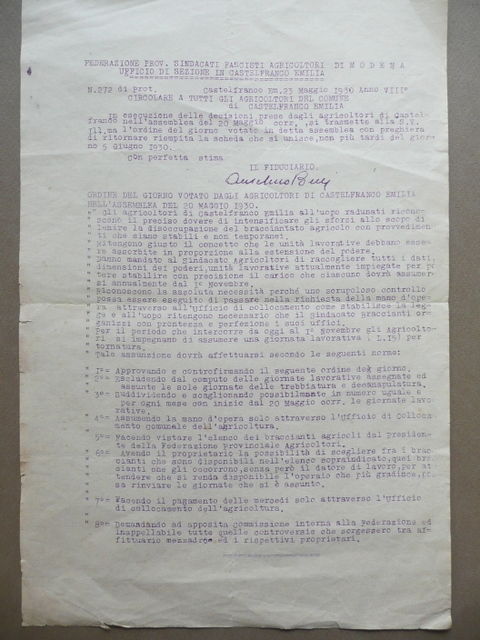 FEDERAZIONE PROV. SINDACATI FASCISTI AGRICOLTORI DI M O D E N A
UFFICIO DI SEZIONE IN CASTELFRANCO EMILIA
N.272 di prot. Castelfranco Em.23 Maggio 1930 Anno VIII°
CIRCOLARE A TUTTI GLI AGRICOLTORI DEL COMUNE
di CASTELFRANCO EMILIA
In esecuzione delle decisioni prese dagli agricoltori di Castel-
franco nell'assemblea del 20 Maggio corr. ,si trasmette alla S.V.
Ill.ma l'ordine del giorno votato in detta assemblea con preghiera
di ritornare riempita la scheda che si unisce,non più tardi del gior-
no 5 giugno 1930.
con perfetta stima
IL FIDUCIARIO.
ORDINE DEL GIORNO VOTATO DAGLI AGRICOLTORI DI CASTELFRANCO EMILIA
NELL'ASSEMBLEA DEL 20 MAGGIO 1930.
" gli agricoltori di Castelfranco Emilia all'uopo radunati ricono-
" scono il preciso dovere di intensificare gli sforzi allo scopo di
" lenire la disoccupazione del bracciantato agricolo con provvedimen
" ti che siano stabili e non temporanei.
" Ritengono giusto il concetto che le unità lavorative debbano esse-
" re assorbite in proporzione alla estensione del podere.
" Danno mandato al Sindacato Agricoltori di raccogliere tutti i dati,
" dimensioni dei poderi,unità lavorative attualmente impiegate per po
" tere stabilire con precisione il carico che ciascuno dovrà assumer-
" si annualmente dal 1° Novembre.
" Riconoscono la assoluta necessità perché uno scrupoloso controllo
" possa essere eseguito di passare nella richiesta della mano d'ope-
" ra attraverso all'ufficio di collocamento come stabilisce la leg-
" ge e all'uopo ritengono necessario che il Sindacato Braccianti or-
" ganizzi con prontezza e perfezione i suoi uffici.
" Per il periodo che intercorre da oggi al 1° Novembre gli Agricolto-
" ri si impegnano di assumere una giornata lavorativa ( L.15) per
" tornatura.
" Tale assunzione dovrà affettuarsi secondo le seguenti norme:
" 1°= Approvando e controfirmando il seguente ordine del giorno.
" 2°= Escludendo dal computo delle giornate lavorative assegnate ed
" assunte le sole giornate delle trebbiatura e decanapulatura.
" 3°= Suddividendo e scaglionando possibilmente in numero uguale e
" per ogni mese con inizio dal 20 Maggio corr. le giornate lavo-
" rative.
" 4°= Assumendo la mano d'opera solo attraverso l'Ufficio di Colloca-
" mento comunale dell'agricoltura.
" 5°= Facendo vistare l'elenco dei braccianti agricoli dal presiden-
" te della Federazione Provinciale Agricoltori.
" 6°= Avendo il proprietario la possibilità di scegliere fra i brac-
" cianti che sono disponibili nell'elenco sopraindicato,quei brac-
" cianti che gli occorrono,senza però il datore di lavoro,per at-
" tendere che si renda disponibile l'operaio che più gradisce,pos-
" sa rinviare le giornate che si è assunto.
" 7°= Facendo il pagamento delle mercedi solo attraverso l'Ufficio
" di collocamento dell'agricoltura.
" 8°= Demandando ad apposita commissione interna alla Federazione ed
" inappellabile tutte quelle controversie che sorgessero tra af-
" fittuario mezzadro ed i rispettivi proprietari.